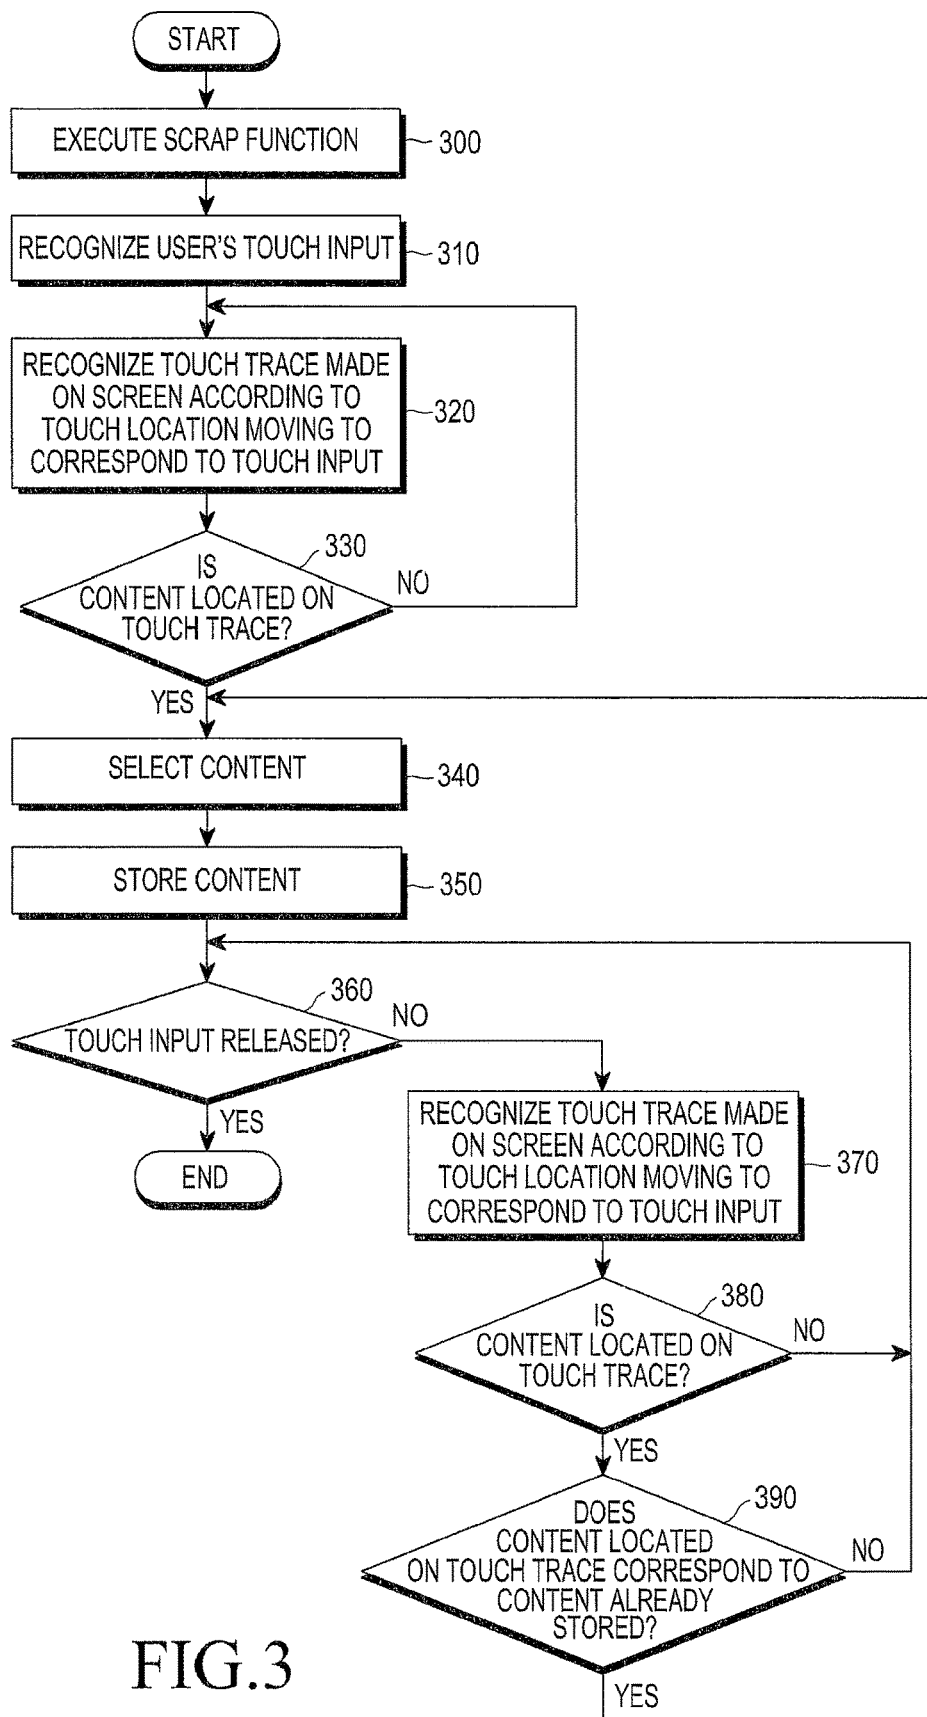 START
EXECUTE SCRAP FUNCTION
300
RECOGNIZE USER'S TOUCH INPUT
310
RECOGNIZE TOUCH TRACE MADE
ON SCREEN ACCORDING TO
TOUCH LOCATION MOVING TO
CORRESPOND TO TOUCH INPUT
320
330
IS
CONTENT LOCATED ON
TOUCH TRACE?
NO
YES
SELECT CONTENT
340
STORE CONTENT
350
360
TOUCH INPUT RELEASED?
NO
YES
END
RECOGNIZE TOUCH TRACE MADE
ON SCREEN ACCORDING TO
TOUCH LOCATION MOVING TO
CORRESPOND TO TOUCH INPUT
370
380
IS
CONTENT LOCATED ON
TOUCH TRACE?
NO
YES
390
DOES
CONTENT LOCATED
ON TOUCH TRACE CORRESPOND TO
CONTENT ALREADY
STORED?
NO
YES
FIG.3